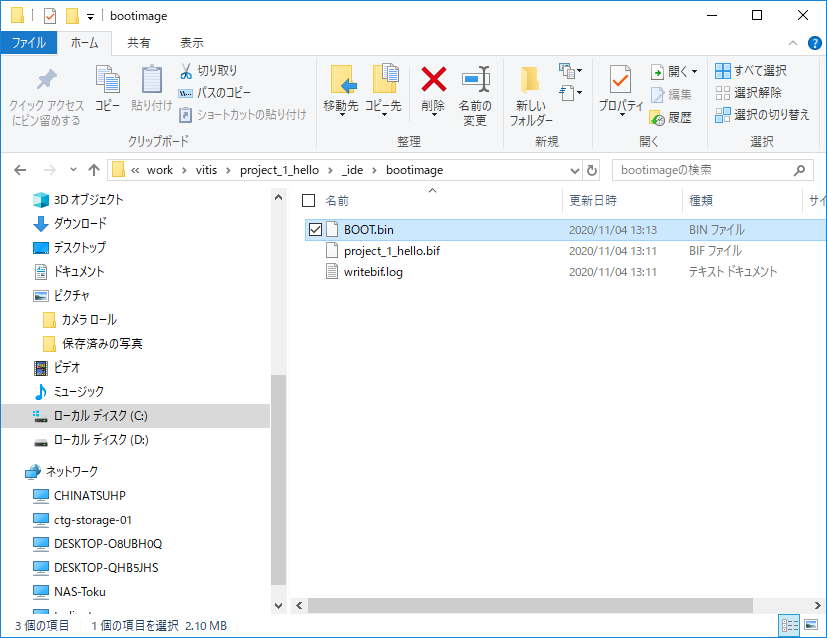 bootimage
ファイル ホーム 共有 表示
クイック アクセスにピン留めする
コピー
貼り付け
切り取り
パスのコピー
ショートカットの貼り付け
クリップボード
移動先
コピー先
削除
名前の変更
整理
新しいフォルダー
新規
プロパティ
開く
編集
履歴
開く
すべて選択
選択解除
選択の切り替え
選択
« work › vitis › project_1_hello › _ide › bootimage
bootimageの検索
3D オブジェクト
ダウンロード
デスクトップ
ドキュメント
ピクチャ
カメラ ロール
保存済みの写真
ビデオ
ミュージック
ローカル ディスク (C:)
ローカル ディスク (D:)
ネットワーク
CHINATSUHP
ctg-storage-01
DESKTOP-O8UBH0Q
DESKTOP-QHB5JHS
NAS-Toku
名前 更新日時 種類 サイ
BOOT.bin 2020/11/04 13:13 BIN ファイル
project_1_hello.bif 2020/11/04 13:11 BIF ファイル
writebif.log 2020/11/04 13:11 テキスト ドキュメント
3 個の項目 1 個の項目を選択 2.10 MB